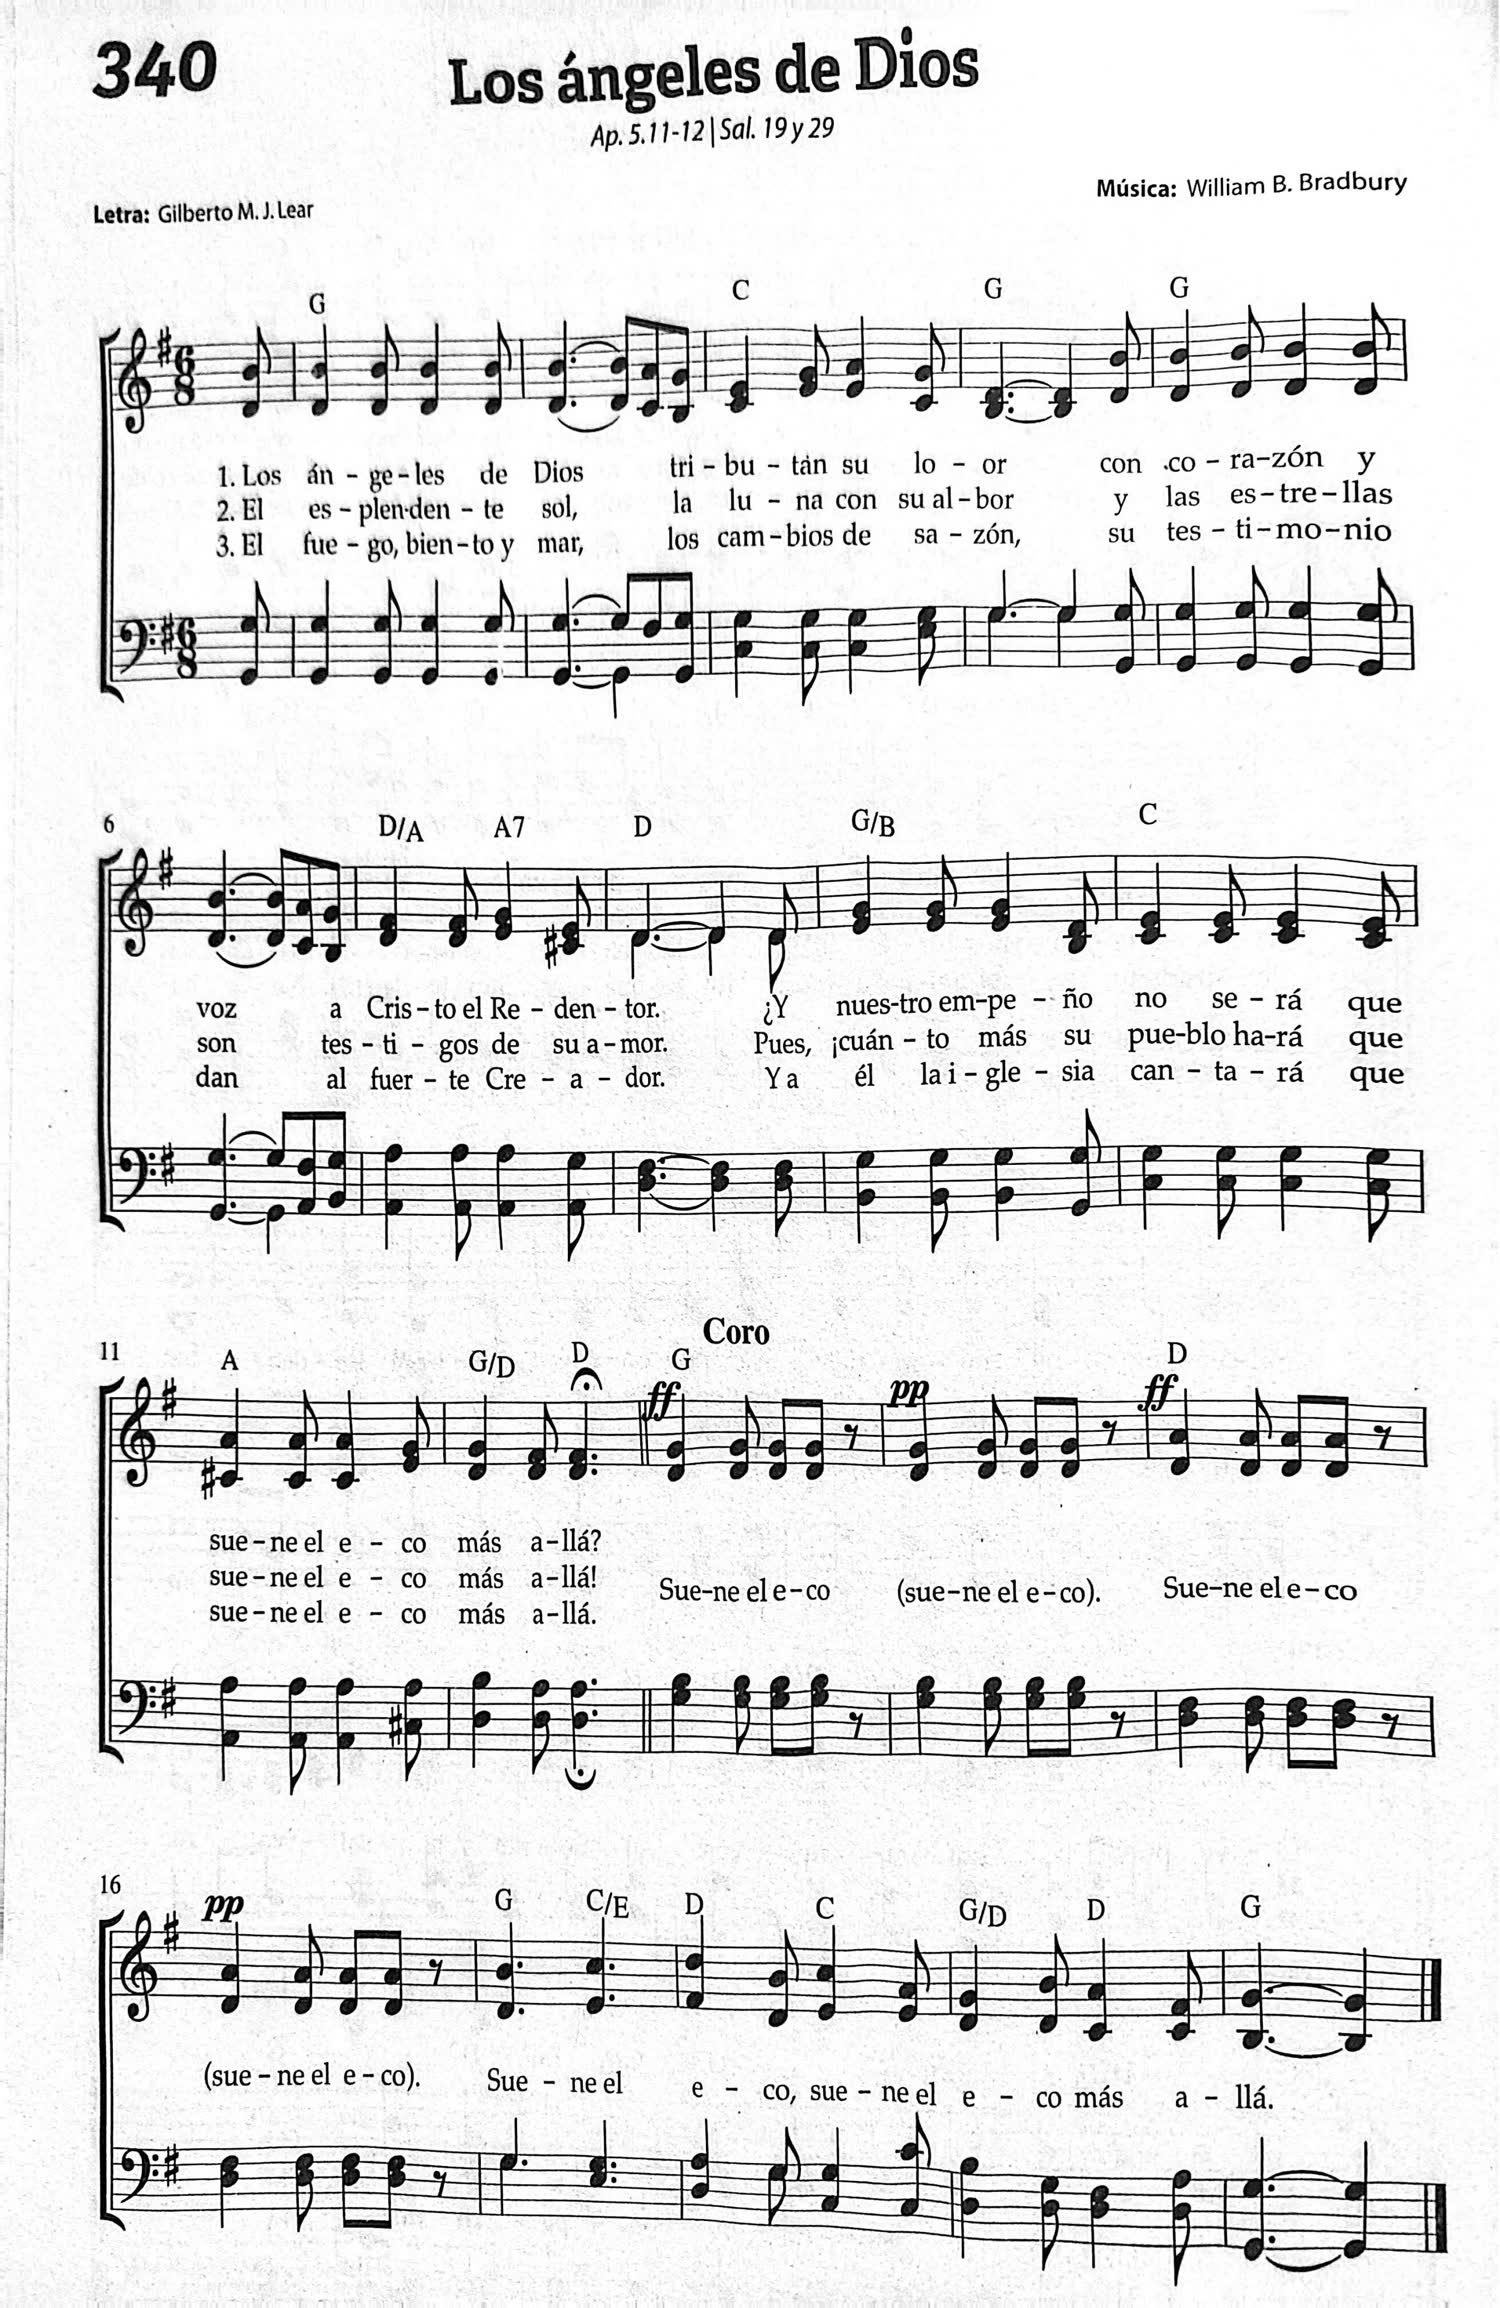 340
Los ángeles de Dios
Ap. 5.11-12 | Sal. 19 y 29
Música: William B. Bradbury
Letra: Gilberto M. J. Lear
G C G G
1. Los án – ge – les de Dios tri – bu – tan su lo – or con co – ra – zón y
2. El es – plen-den – te sol, la lu – na con su al – bor y las es – tre – llas
3. El fue – go, bien – to y mar, los cam – bios de sa – zón, su tes – ti – mo – nio
6 D/A A7 D G/B C
voz a Cris – to el Re – den – tor. ¿Y nues-tro em-pe – ño no se – rá que
son tes – ti – gos de su a – mor. Pues, ¡cuán – to más su pue-blo ha-rá que
dan al fuer – te Cre – a – dor. Y a él la i – gle – sia can – ta – rá que
Coro
11 A G/D D G D
ff pp ff
sue – ne el e – co más a – llá?
sue – ne el e – co más a – llá!
sue – ne el e – co más a – llá.
Sue – ne el e – co (sue – ne el e – co). Sue – ne el e – co
16 G C/E D C G/D D G
pp
(sue – ne el e – co). Sue – ne el e – co, sue – ne el e – co más a – llá.